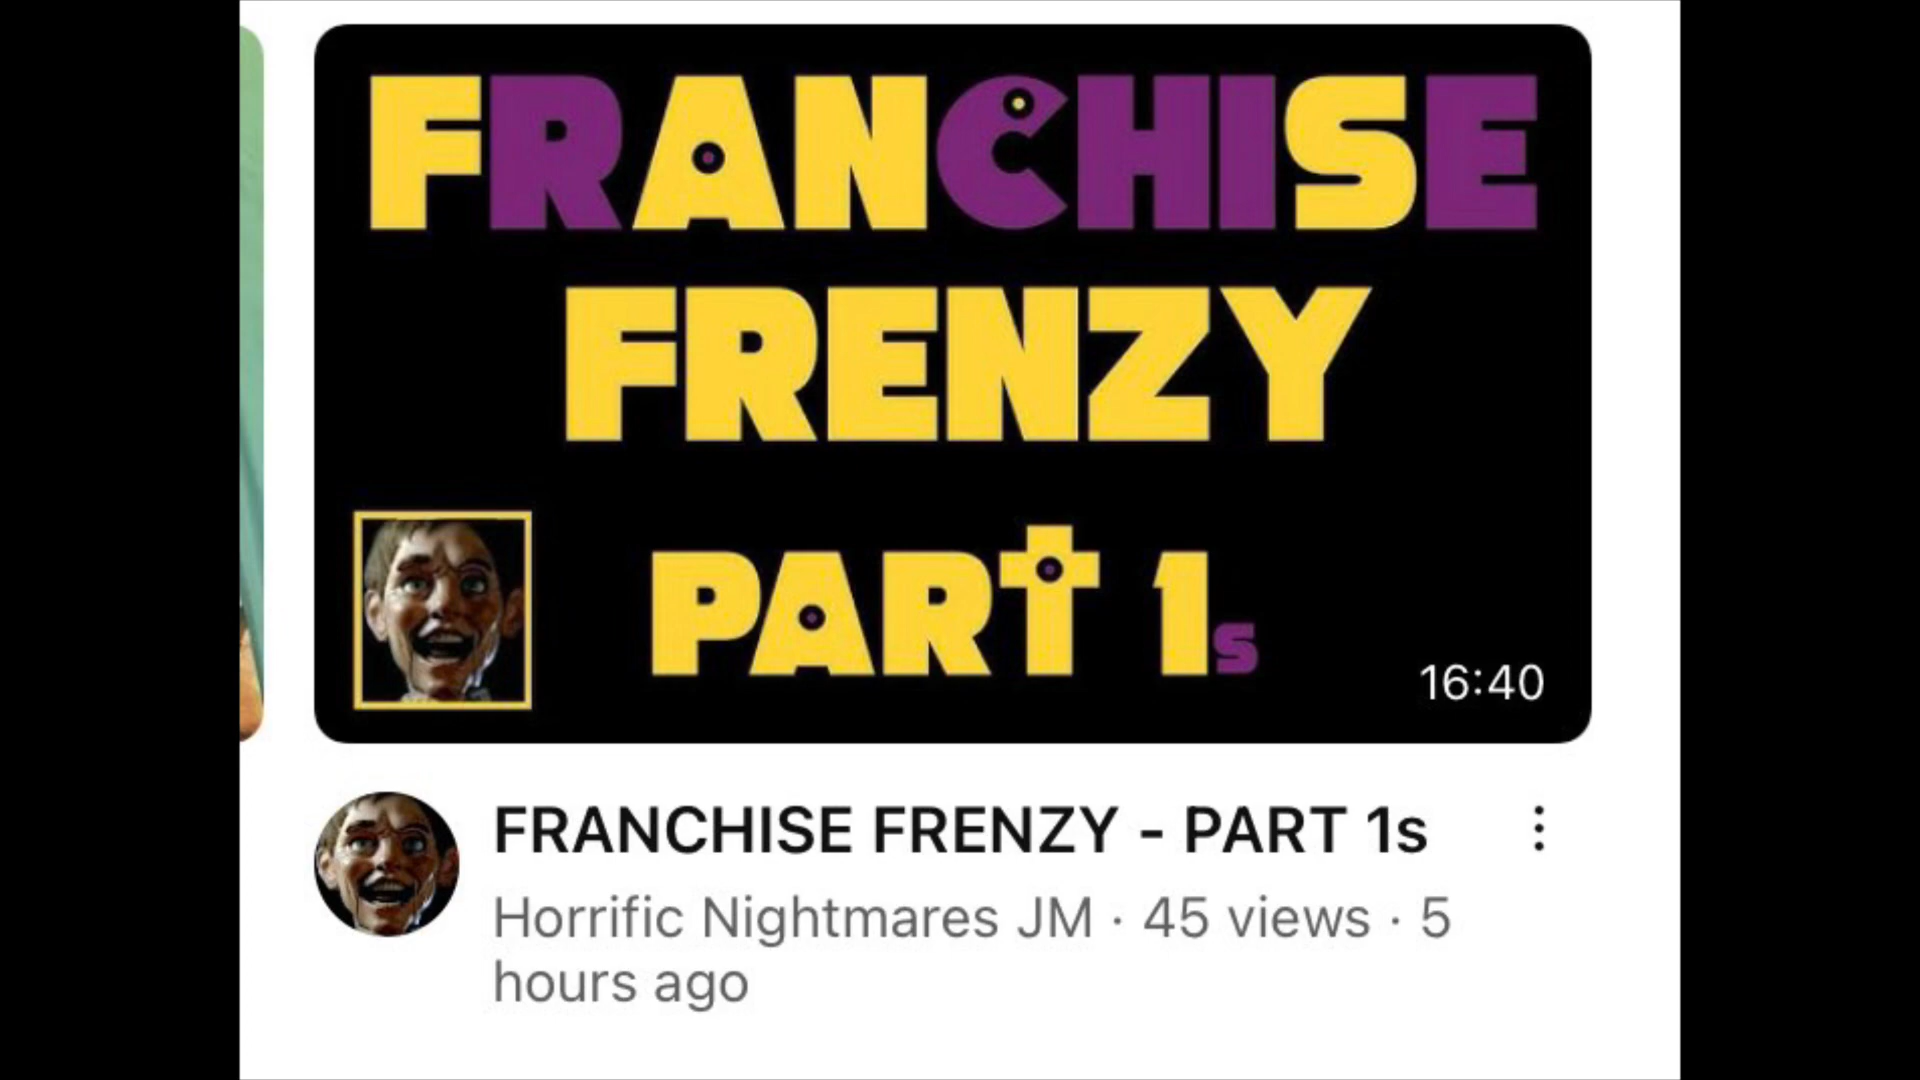 FRANCHISE
FRENZY
PART 1s
16:40
FRANCHISE FRENZY - PART 1s
Horrific Nightmares JM · 45 views · 5
hours ago